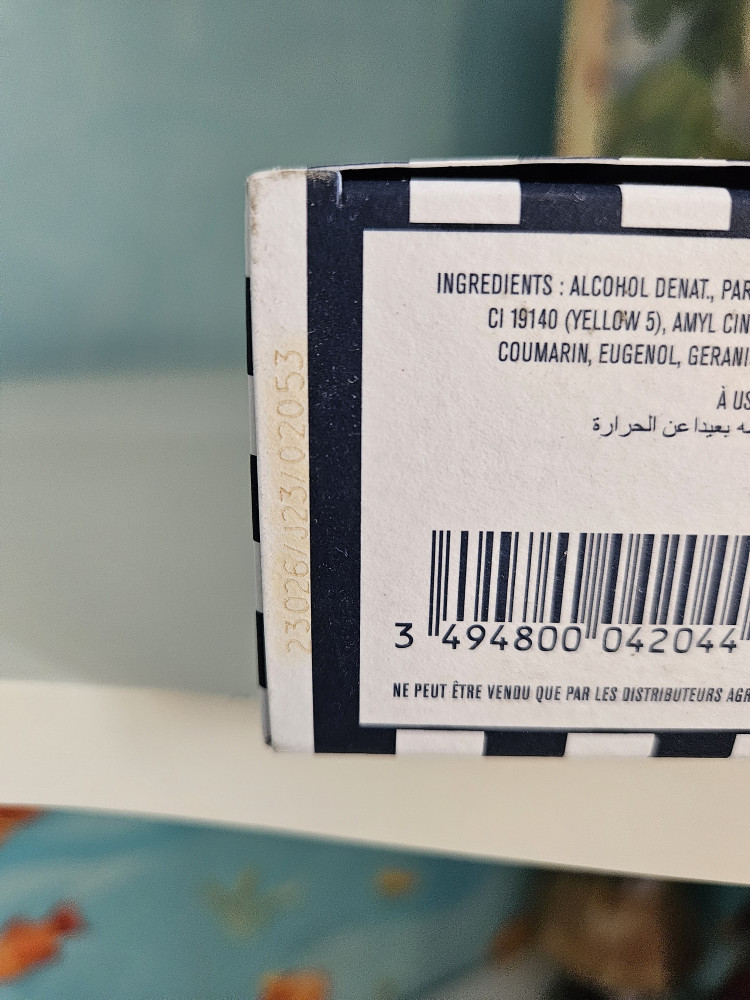 INGREDIENTS : ALCOHOL DENAT., PAR
CI 19140 (YELLOW 5), AMYL CIN
COUMARIN, EUGENOL, GERANI
À US
ه بعيدا عن الحرارة
3 494800 042044
NE PEUT ÊTRE VENDU QUE PAR LES DISTRIBUTEURS AGR
23026/J23/02053